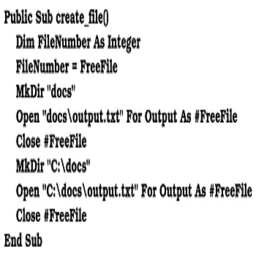 Public Sub create_file()
Dim FileNumber As Integer
FileNumber = FreeFile
MkDir "docs"
Open "docs\output.txt" For Output As #FreeFile
Close #FreeFile
MkDir "C:\docs"
Open "C:\docs\output.txt" For Output As #FreeFile
Close #FreeFile
End Sub